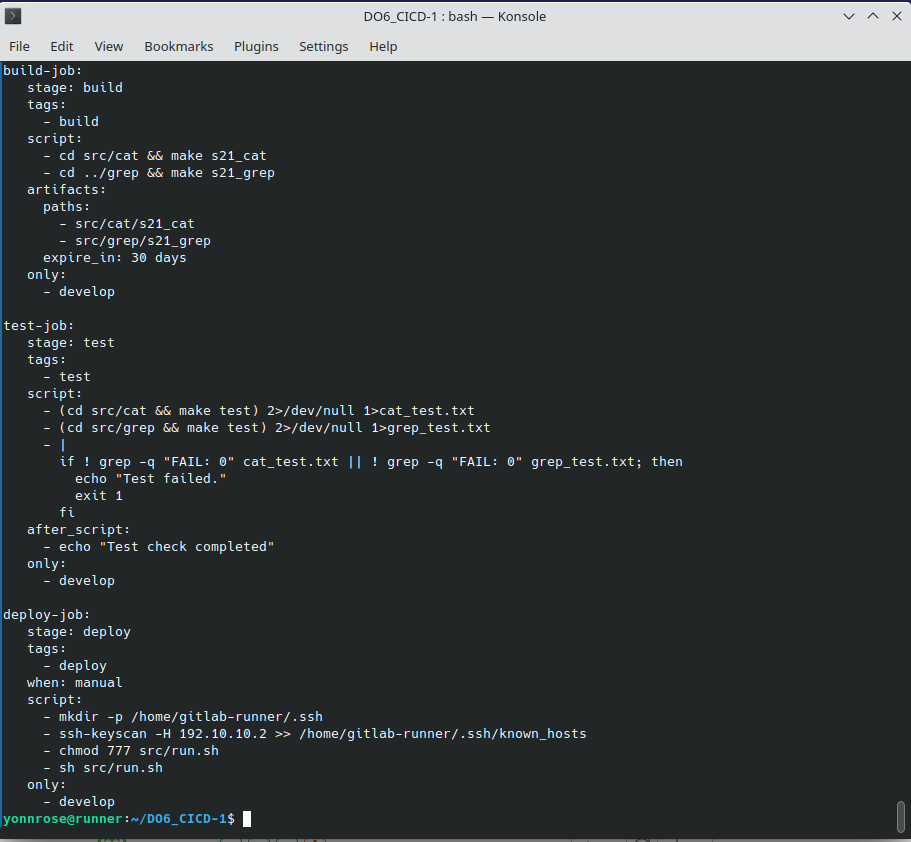 DO6_CICD-1 : bash — Konsole
File Edit View Bookmarks Plugins Settings Help
build-job:
   stage: build
   tags:
     - build
   script:
     - cd src/cat && make s21_cat
     - cd ../grep && make s21_grep
   artifacts:
     paths:
       - src/cat/s21_cat
       - src/grep/s21_grep
     expire_in: 30 days
   only:
     - develop

test-job:
   stage: test
   tags:
     - test
   script:
     - (cd src/cat && make test) 2>/dev/null 1>cat_test.txt
     - (cd src/grep && make test) 2>/dev/null 1>grep_test.txt
     - |
       if ! grep -q "FAIL: 0" cat_test.txt || ! grep -q "FAIL: 0" grep_test.txt; then
         echo "Test failed."
         exit 1
       fi
   after_script:
     - echo "Test check completed"
   only:
     - develop

deploy-job:
   stage: deploy
   tags:
     - deploy
   when: manual
   script:
     - mkdir -p /home/gitlab-runner/.ssh
     - ssh-keyscan -H 192.10.10.2 >> /home/gitlab-runner/.ssh/known_hosts
     - chmod 777 src/run.sh
     - sh src/run.sh
   only:
     - develop
yonnrose@runner:~/DO6_CICD-1$